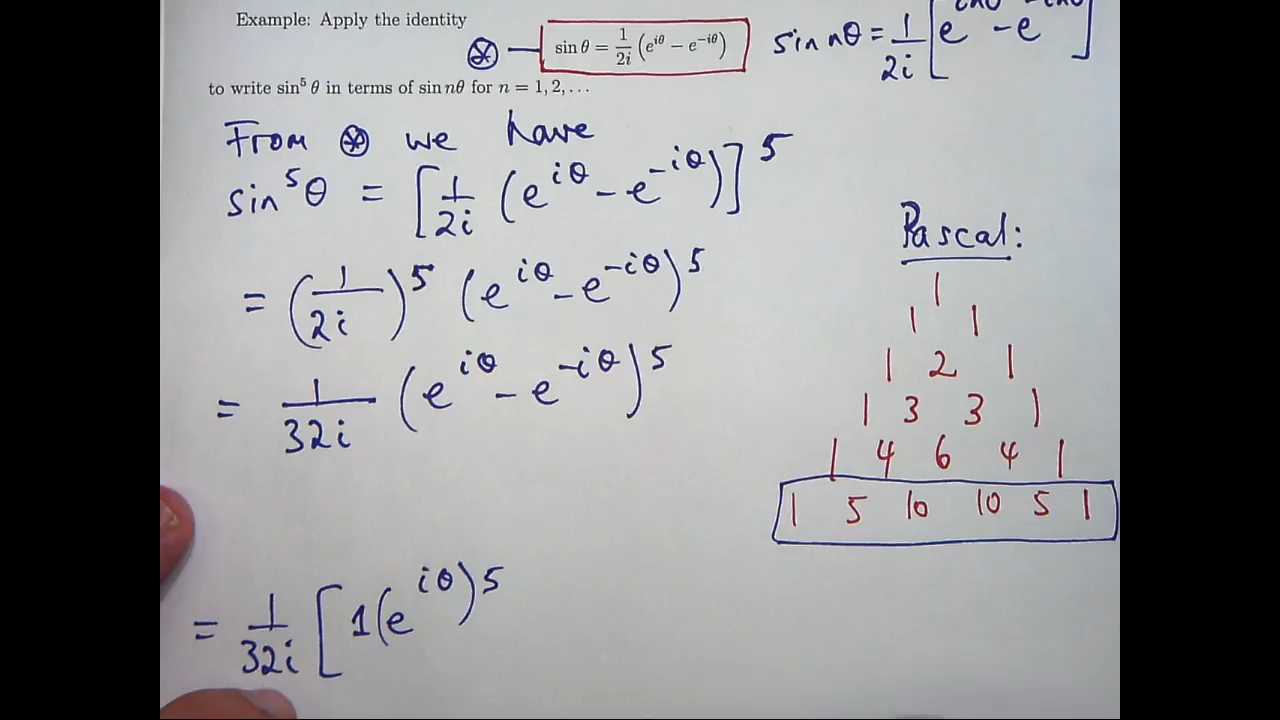 Example: Apply the identity
⊛ — sin θ = 1/2i (e^{iθ} − e^{−iθ})
sin nθ = 1/2i [e^{inθ} − e^{−inθ}]
to write sin⁵ θ in terms of sin nθ for n = 1, 2, . . .
From ⊛ we have
sin⁵θ = [1/2i (e^{iθ} − e^{−iθ})]⁵
= (1/2i)⁵ (e^{iθ} − e^{−iθ})⁵
= 1/32i (e^{iθ} − e^{−iθ})⁵
= 1/32i [1(e^{iθ})⁵
Pascal:
1
1 1
1 2 1
1 3 3 1
1 4 6 4 1
1 5 10 10 5 1